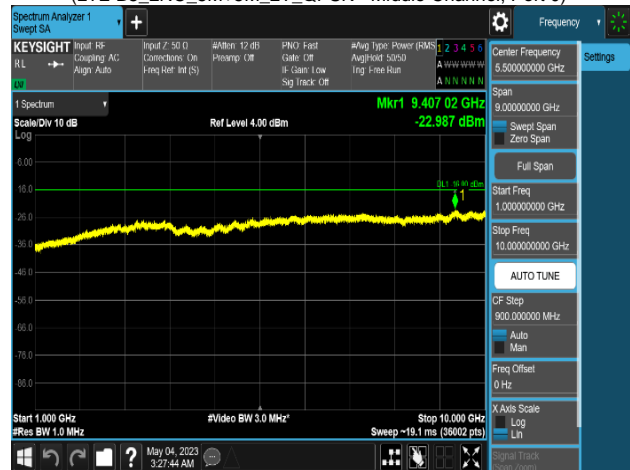 Spectrum Analyzer 1
Swept SA
Frequency
KEYSIGHT
RL
Input: RF
Coupling: AC
Align: Auto
Input Z: 50 Ω
Corrections: On
Freq Ref: Int (S)
#Atten: 12 dB
Preamp: Off
PNO: Fast
Gate: Off
IF Gain: Low
Sig Track: Off
#Avg Type: Power (RMS)
Avg|Hold: 50/50
Trig: Free Run
1 2 3 4 5 6
A W W W W W
A N N N N N
1 Spectrum
Mkr1 9.407 02 GHz
Scale/Div 10 dB
Ref Level 4.00 dBm
-22.987 dBm
Log
-6.00
DL1 -16.00 dBm
1
-16.0
-26.0
-36.0
-46.0
-56.0
-76.0
-86.0
Start 1.000 GHz
#Video BW 3.0 MHz*
Stop 10.000 GHz
#Res BW 1.0 MHz
Sweep ~19.1 ms (36002 pts)
May 04, 2023
3:27:44 AM
Settings
Center Frequency
5.500000000 GHz
Span
9.00000000 GHz
Swept Span
Zero Span
Full Span
Start Freq
1.000000000 GHz
Stop Freq
10.000000000 GHz
AUTO TUNE
CF Step
900.000000 MHz
Auto
Man
Freq Offset
0 Hz
X Axis Scale
Log
Lin
Signal Track